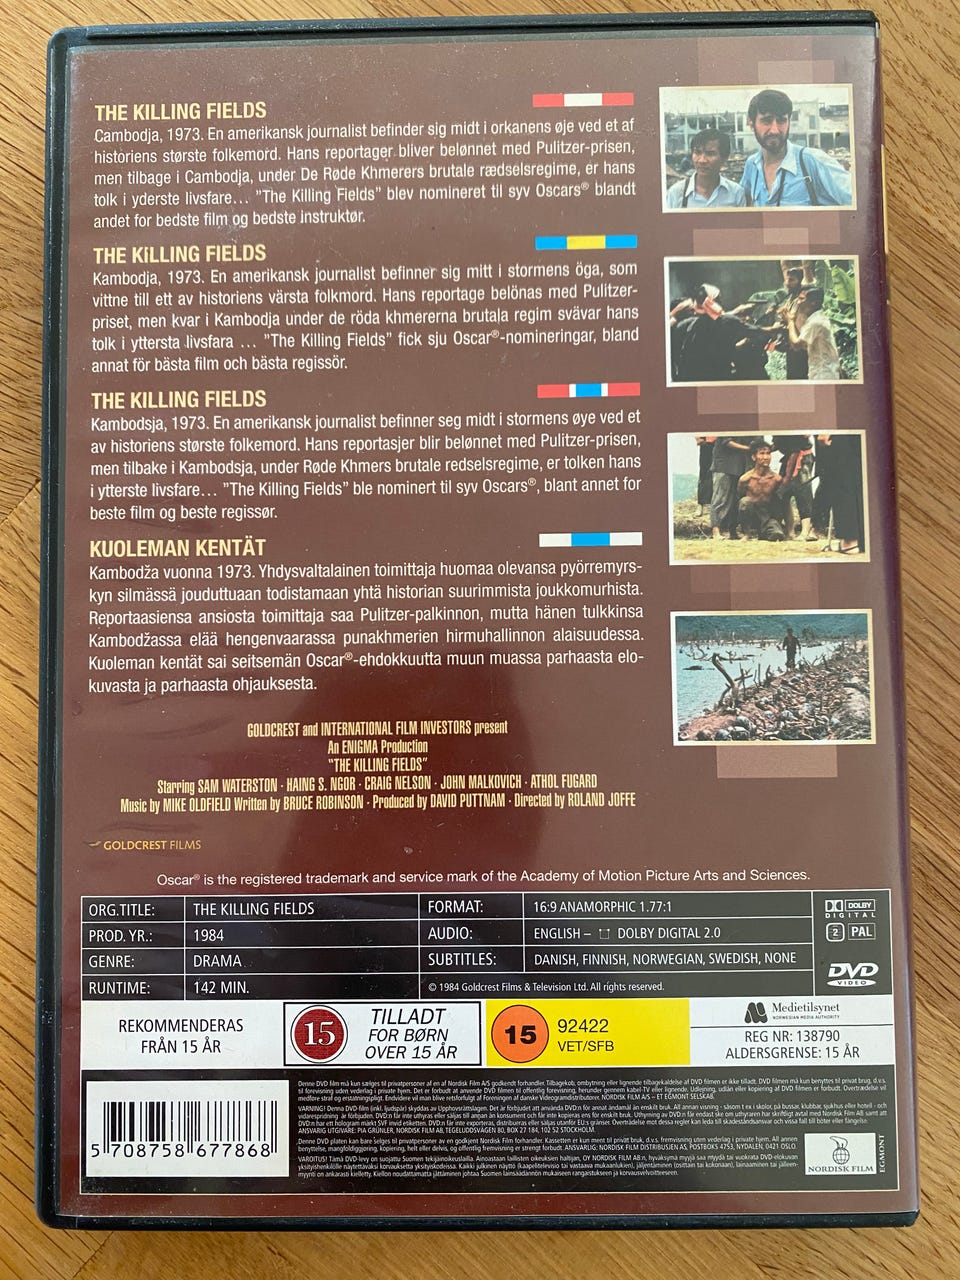 THE KILLING FIELDS
Cambodja, 1973. En amerikansk journalist befinder sig midt i orkanens øje ved et af
historiens største folkemord. Hans reportager bliver belønnet med Pulitzer-prisen,
men tilbage i Cambodja, under De Røde Khmerers brutale rædselsregime, er hans
tolk i yderste livsfare... ”The Killing Fields” blev nomineret til syv Oscars® blandt
andet for bedste film og bedste instruktør.
THE KILLING FIELDS
Kambodja, 1973. En amerikansk journalist befinner sig mitt i stormens öga, som
vittne till ett av historiens värsta folkmord. Hans reportage belönas med Pulitzer-
priset, men kvar i Kambodja under de röda khmererna brutala regim svävar hans
tolk i yttersta livsfara ... ”The Killing Fields” fick sju Oscar®-nomineringar, bland
annat för bästa film och bästa regissör.
THE KILLING FIELDS
Kambodsja, 1973. En amerikansk journalist befinner seg midt i stormens øye ved et
av historiens største folkemord. Hans reportasjer blir belønnet med Pulitzer-prisen,
men tilbake i Kambodsja, under Røde Khmers brutale redselsregime, er tolken hans
i ytterste livsfare... ”The Killing Fields” ble nominert til syv Oscars®, blant annet for
beste film og beste regissør.
KUOLEMAN KENTÄT
Kambodža vuonna 1973. Yhdysvaltalainen toimittaja huomaa olevansa pyörremyrs-
kyn silmässä jouduttuaan todistamaan yhtä historian suurimmista joukkomurhista.
Reportaasiensa ansiosta toimittaja saa Pulitzer-palkinnon, mutta hänen tulkkinsa
Kambodžassa elää hengenvaarassa punakhmerien hirmuhallinnon alaisuudessa.
Kuoleman kentät sai seitsemän Oscar®-ehdokkuutta muun muassa parhaasta elo-
kuvasta ja parhaasta ohjauksesta.
GOLDCREST and INTERNATIONAL FILM INVESTORS present
An ENIGMA Production
"THE KILLING FIELDS"
Starring SAM WATERSTON · HAING S. NGOR · CRAIG NELSON · JOHN MALKOVICH · ATHOL FUGARD
Music by MIKE OLDFIELD Written by BRUCE ROBINSON · Produced by DAVID PUTTNAM · Directed by ROLAND JOFFE
GOLDCREST FILMS
Oscar® is the registered trademark and service mark of the Academy of Motion Picture Arts and Sciences.
ORG.TITLE: THE KILLING FIELDS
PROD. YR.: 1984
GENRE: DRAMA
RUNTIME: 142 MIN.
FORMAT: 16:9 ANAMORPHIC 1.77:1
AUDIO: ENGLISH – DOLBY DIGITAL 2.0
SUBTITLES: DANISH, FINNISH, NORWEGIAN, SWEDISH, NONE
© 1984 Goldcrest Films & Television Ltd. All rights reserved.
DOLBY
DIGITAL
2 PAL
DVD
VIDEO
REKOMMENDERAS
FRÅN 15 ÅR
15
TILLADT
FOR BØRN
OVER 15 ÅR
15
92422
VET/SFB
Medietilsynet
NORWEGIAN MEDIA AUTHORITY
REG NR: 138790
ALDERSGRENSE: 15 ÅR
5 708758 677868
NORDISK FILM
EGMONT